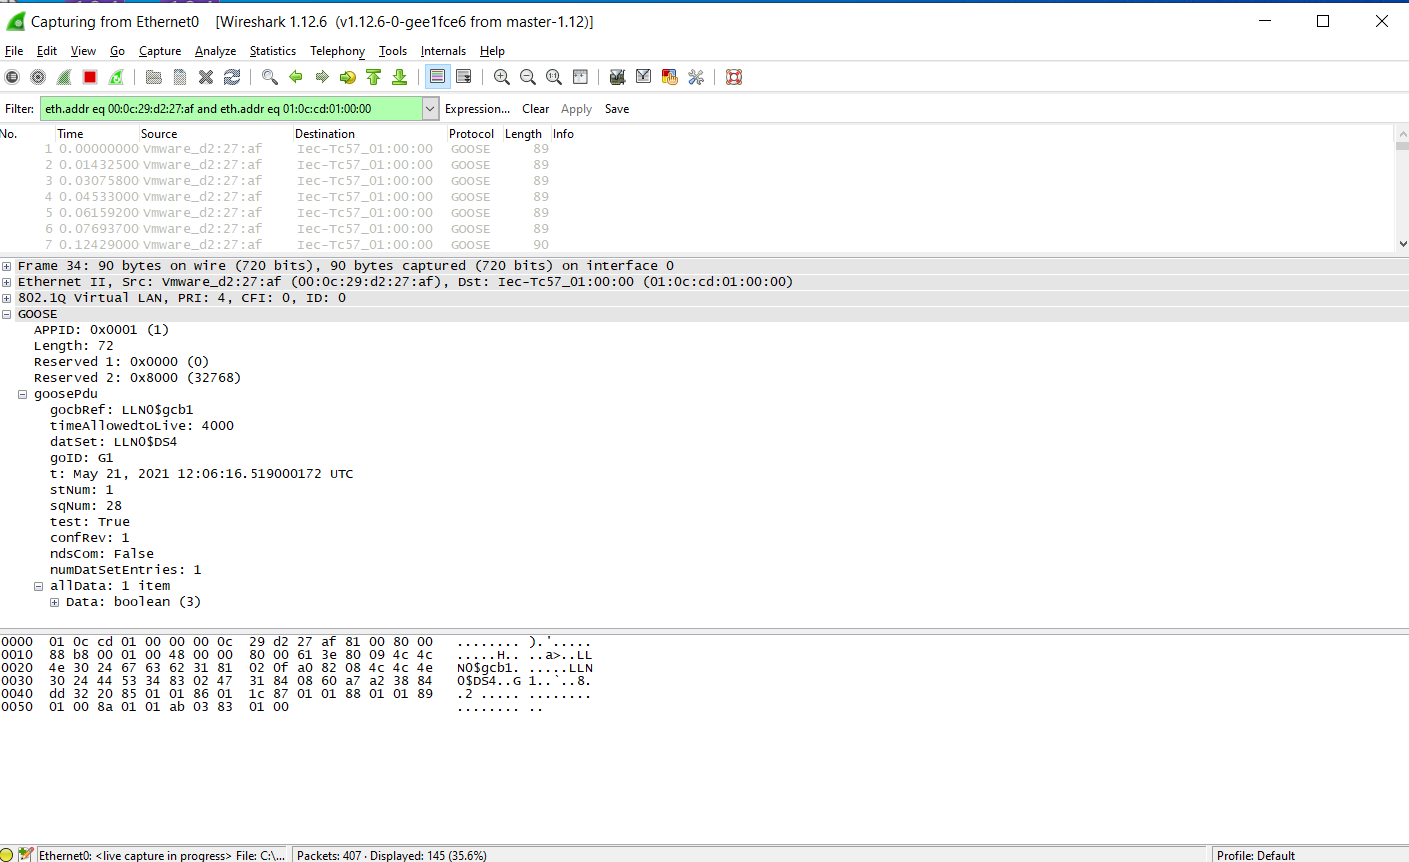 Capturing from Ethernet0 [Wireshark 1.12.6 (v1.12.6-0-gee1fce6 from master-1.12)]
File Edit View Go Capture Analyze Statistics Telephony Tools Internals Help
Filter: eth.addr eq 00:0c:29:d2:27:af and eth.addr eq 01:0c:cd:01:00:00 Expression... Clear Apply Save
No. Time Source Destination Protocol Length Info
1 0.00000000 Vmware_d2:27:af Iec-Tc57_01:00:00 GOOSE 89
2 0.01432500 Vmware_d2:27:af Iec-Tc57_01:00:00 GOOSE 89
3 0.03075800 Vmware_d2:27:af Iec-Tc57_01:00:00 GOOSE 89
4 0.04533000 Vmware_d2:27:af Iec-Tc57_01:00:00 GOOSE 89
5 0.06159200 Vmware_d2:27:af Iec-Tc57_01:00:00 GOOSE 89
6 0.07693700 Vmware_d2:27:af Iec-Tc57_01:00:00 GOOSE 89
7 0.12429000 Vmware_d2:27:af Iec-Tc57_01:00:00 GOOSE 90
Frame 34: 90 bytes on wire (720 bits), 90 bytes captured (720 bits) on interface 0
Ethernet II, Src: Vmware_d2:27:af (00:0c:29:d2:27:af), Dst: Iec-Tc57_01:00:00 (01:0c:cd:01:00:00)
802.1Q Virtual LAN, PRI: 4, CFI: 0, ID: 0
GOOSE
APPID: 0x0001 (1)
Length: 72
Reserved 1: 0x0000 (0)
Reserved 2: 0x8000 (32768)
goosePdu
gocbRef: LLN0$gcb1
timeAllowedtoLive: 4000
datSet: LLN0$DS4
goID: G1
t: May 21, 2021 12:06:16.519000172 UTC
stNum: 1
sqNum: 28
test: True
confRev: 1
ndsCom: False
numDatSetEntries: 1
allData: 1 item
Data: boolean (3)
0000 01 0c cd 01 00 00 00 0c 29 d2 27 af 81 00 80 00 ........ ).'.....
0010 88 b8 00 01 00 48 00 00 80 00 61 3e 80 09 4c 4c .....H.. ..a>..LL
0020 4e 30 24 67 63 62 31 81 02 0f a0 82 08 4c 4c 4e N0$gcb1. .....LLN
0030 30 24 44 53 34 83 02 47 31 84 08 60 a7 a2 38 84 0$DS4..G 1..`..8.
0040 dd 32 20 85 01 01 86 01 1c 87 01 01 88 01 01 89 .2 ..... ........
0050 01 00 8a 01 01 ab 03 83 01 00 ........ ..
Ethernet0: <live capture in progress> File: C:\... Packets: 407 · Displayed: 145 (35.6%) Profile: Default